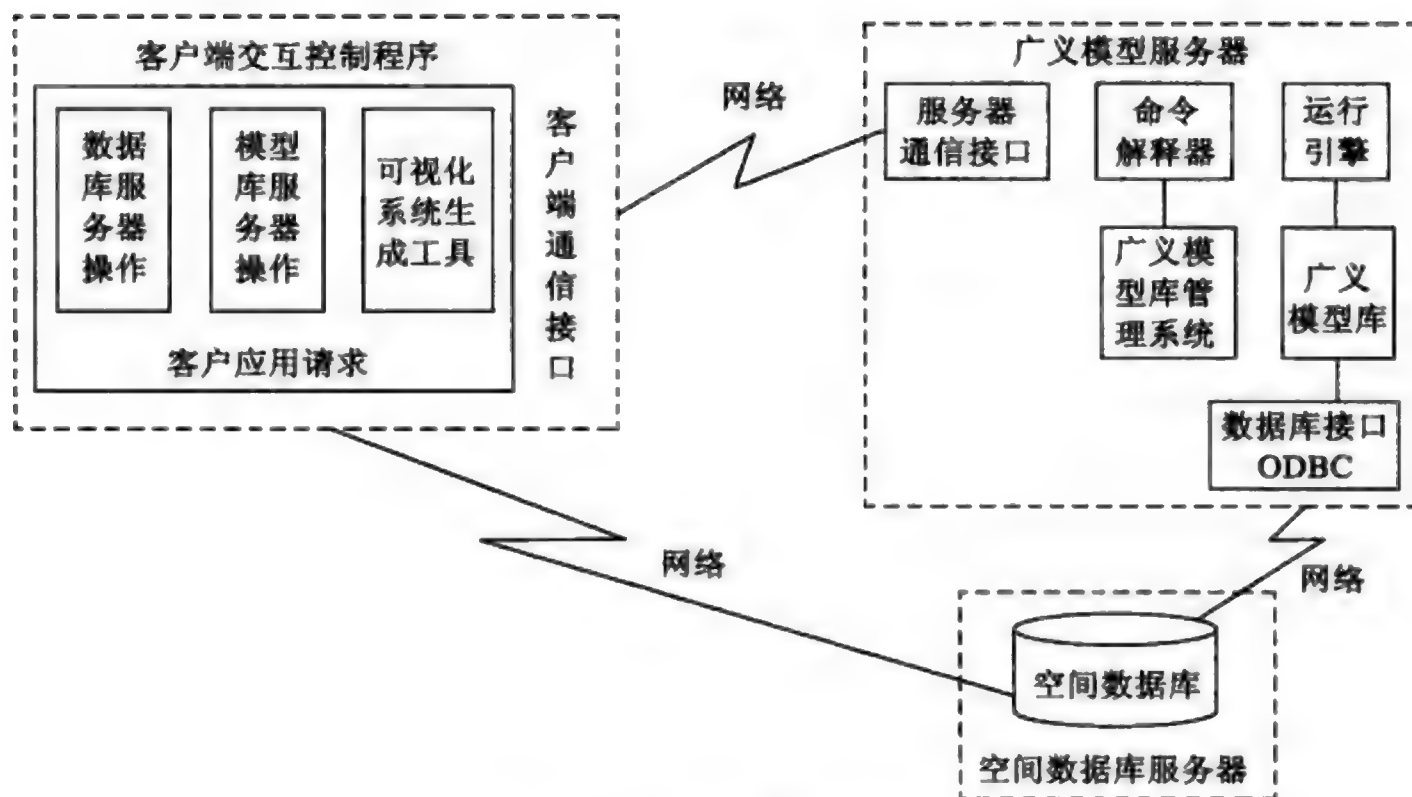 客户端交互控制程序
数据
库服
务器
操作
模型
库服
务器
操作
可视化
系统生
成工具
客户应用请求
客
户
端
通
信
接
口
网络
广义模型服务器
服务器
通信接口
命令
解释器
运行
引擎
广义模
型库管
理系统
广义
模型库
数据库接口
ODBC
网络
网络
空间数据库
空间数据库服务器